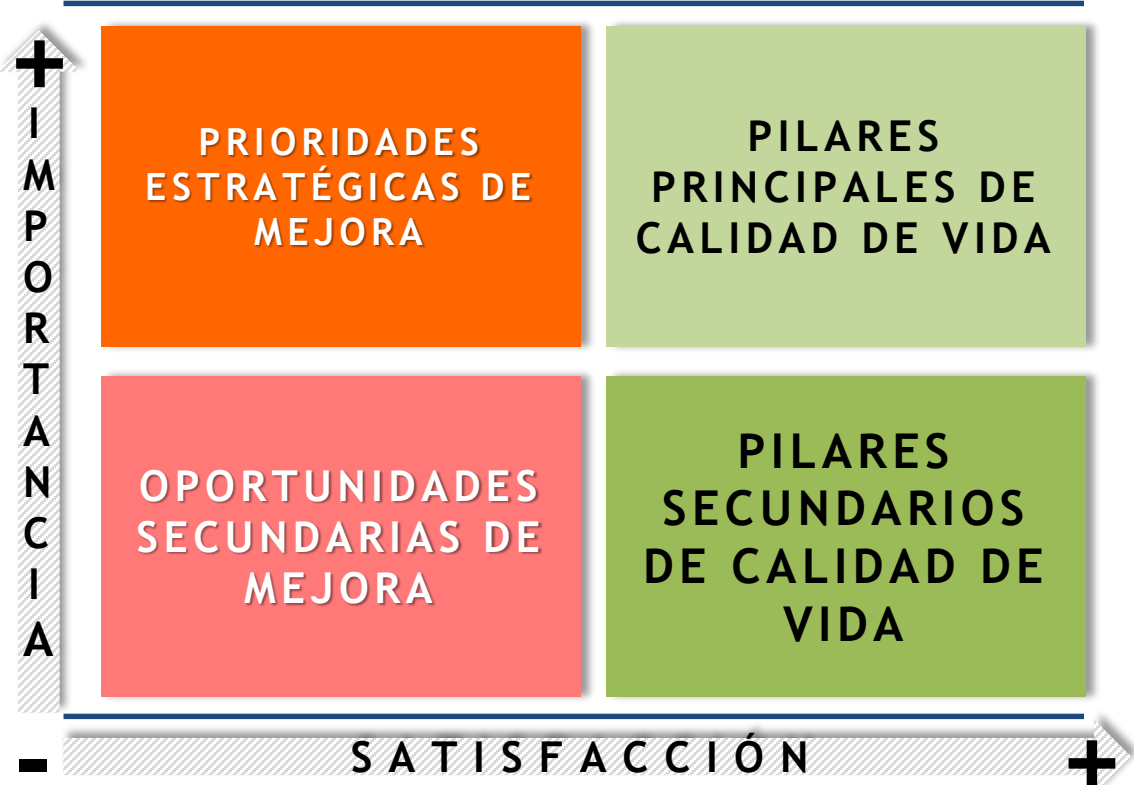 +
IMPORTANCIA
PRIORIDADES
ESTRATÉGICAS DE
MEJORA
PILARES
PRINCIPALES DE
CALIDAD DE VIDA
OPORTUNIDADES
SECUNDARIAS DE
MEJORA
PILARES
SECUNDARIOS
DE CALIDAD DE
VIDA
- SATISFACCIÓN +